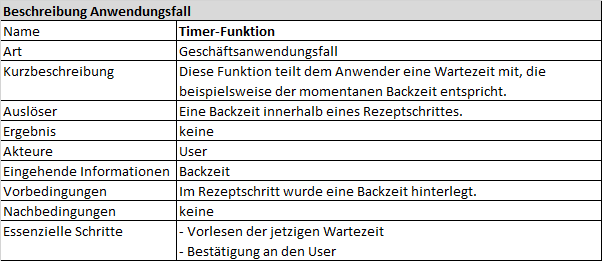 Beschreibung Anwendungsfall
Name Timer-Funktion
Art Geschäftsanwendungsfall
Kurzbeschreibung Diese Funktion teilt dem Anwender eine Wartezeit mit, die
beispielsweise der momentanen Backzeit entspricht.
Auslöser Eine Backzeit innerhalb eines Rezeptschrittes.
Ergebnis keine
Akteure User
Eingehende Informationen Backzeit
Vorbedingungen Im Rezeptschritt wurde eine Backzeit hinterlegt.
Nachbedingungen keine
Essenzielle Schritte - Vorlesen der jetzigen Wartezeit
- Bestätigung an den User